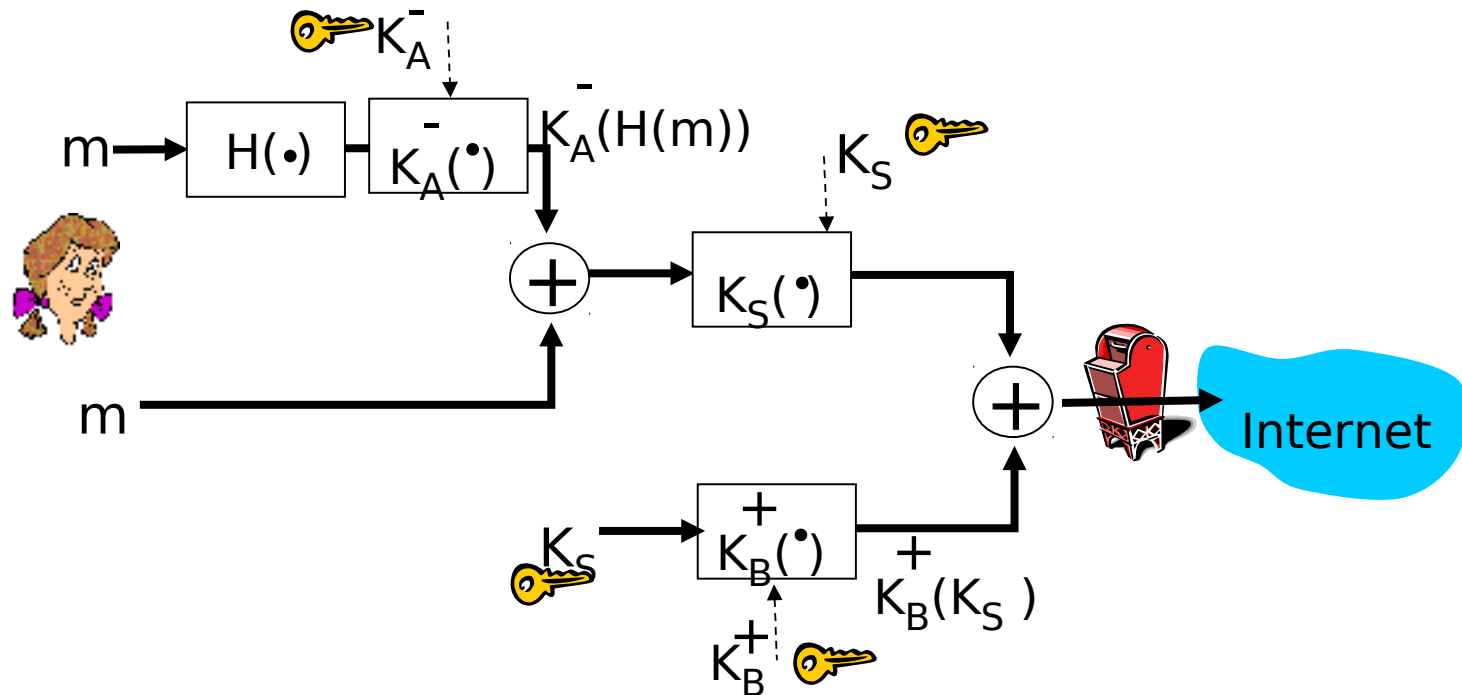 K_A^-
m
H(•)
K_A^-(•)
K_A^-(H(m))
K_S
+
K_S(•)
m
+
Internet
K_S
K_B^+(•)
K_B^+(K_S )
K_B^+